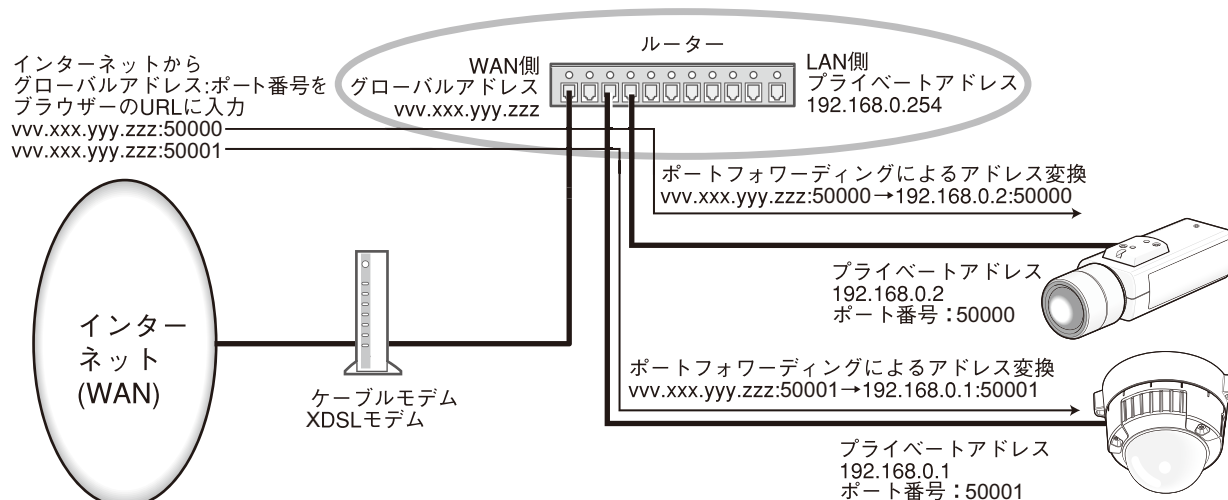 インターネットから
グローバルアドレス:ポート番号を
ブラウザーのURLに入力
vvv.xxx.yyy.zzz:50000
vvv.xxx.yyy.zzz:50001
ルーター
WAN側
グローバルアドレス
vvv.xxx.yyy.zzz
LAN側
プライベートアドレス
192.168.0.254
ポートフォワーディングによるアドレス変換
vvv.xxx.yyy.zzz:50000→192.168.0.2:50000
プライベートアドレス
192.168.0.2
ポート番号：50000
インター
ネット
(WAN)
ケーブルモデム
XDSLモデム
ポートフォワーディングによるアドレス変換
vvv.xxx.yyy.zzz:50001→192.168.0.1:50001
プライベートアドレス
192.168.0.1
ポート番号：50001